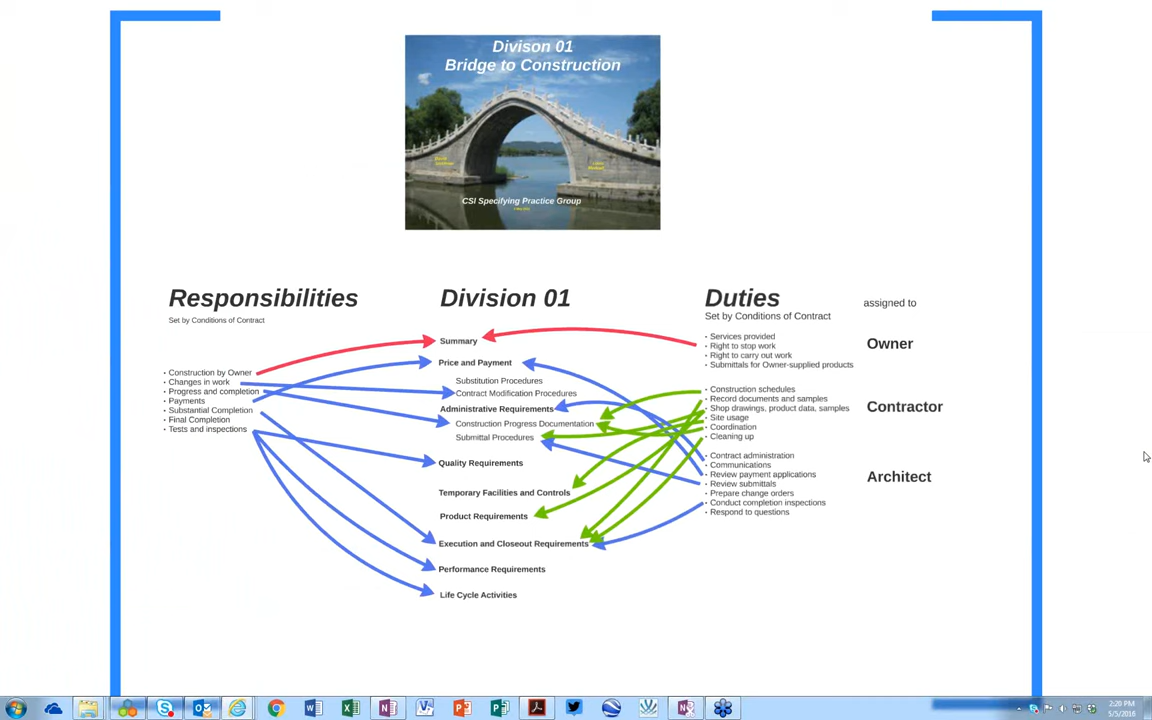 Divison 01
Bridge to Construction
CSI Specifying Practice Group
Responsibilities
Set by Conditions of Contract
Division 01
Duties
Set by Conditions of Contract
assigned to
· Construction by Owner
· Changes in work
· Progress and completion
· Payments
· Substantial Completion
· Final Completion
· Tests and inspections
Summary
Price and Payment
Substitution Procedures
Contract Modification Procedures
Administrative Requirements
Construction Progress Documentation
Submittal Procedures
Quality Requirements
Temporary Facilities and Controls
Product Requirements
Execution and Closeout Requirements
Performance Requirements
Life Cycle Activities
· Services provided
· Right to stop work
· Right to carry out work
· Submittals for Owner-supplied products
Owner
· Construction schedules
· Record documents and samples
· Shop drawings, product data, samples
· Site usage
· Coordination
· Cleaning up
Contractor
· Contract administration
· Communications
· Review payment applications
· Review submittals
· Prepare change orders
· Conduct completion inspections
· Respond to questions
Architect
2:20 PM
5/5/2016